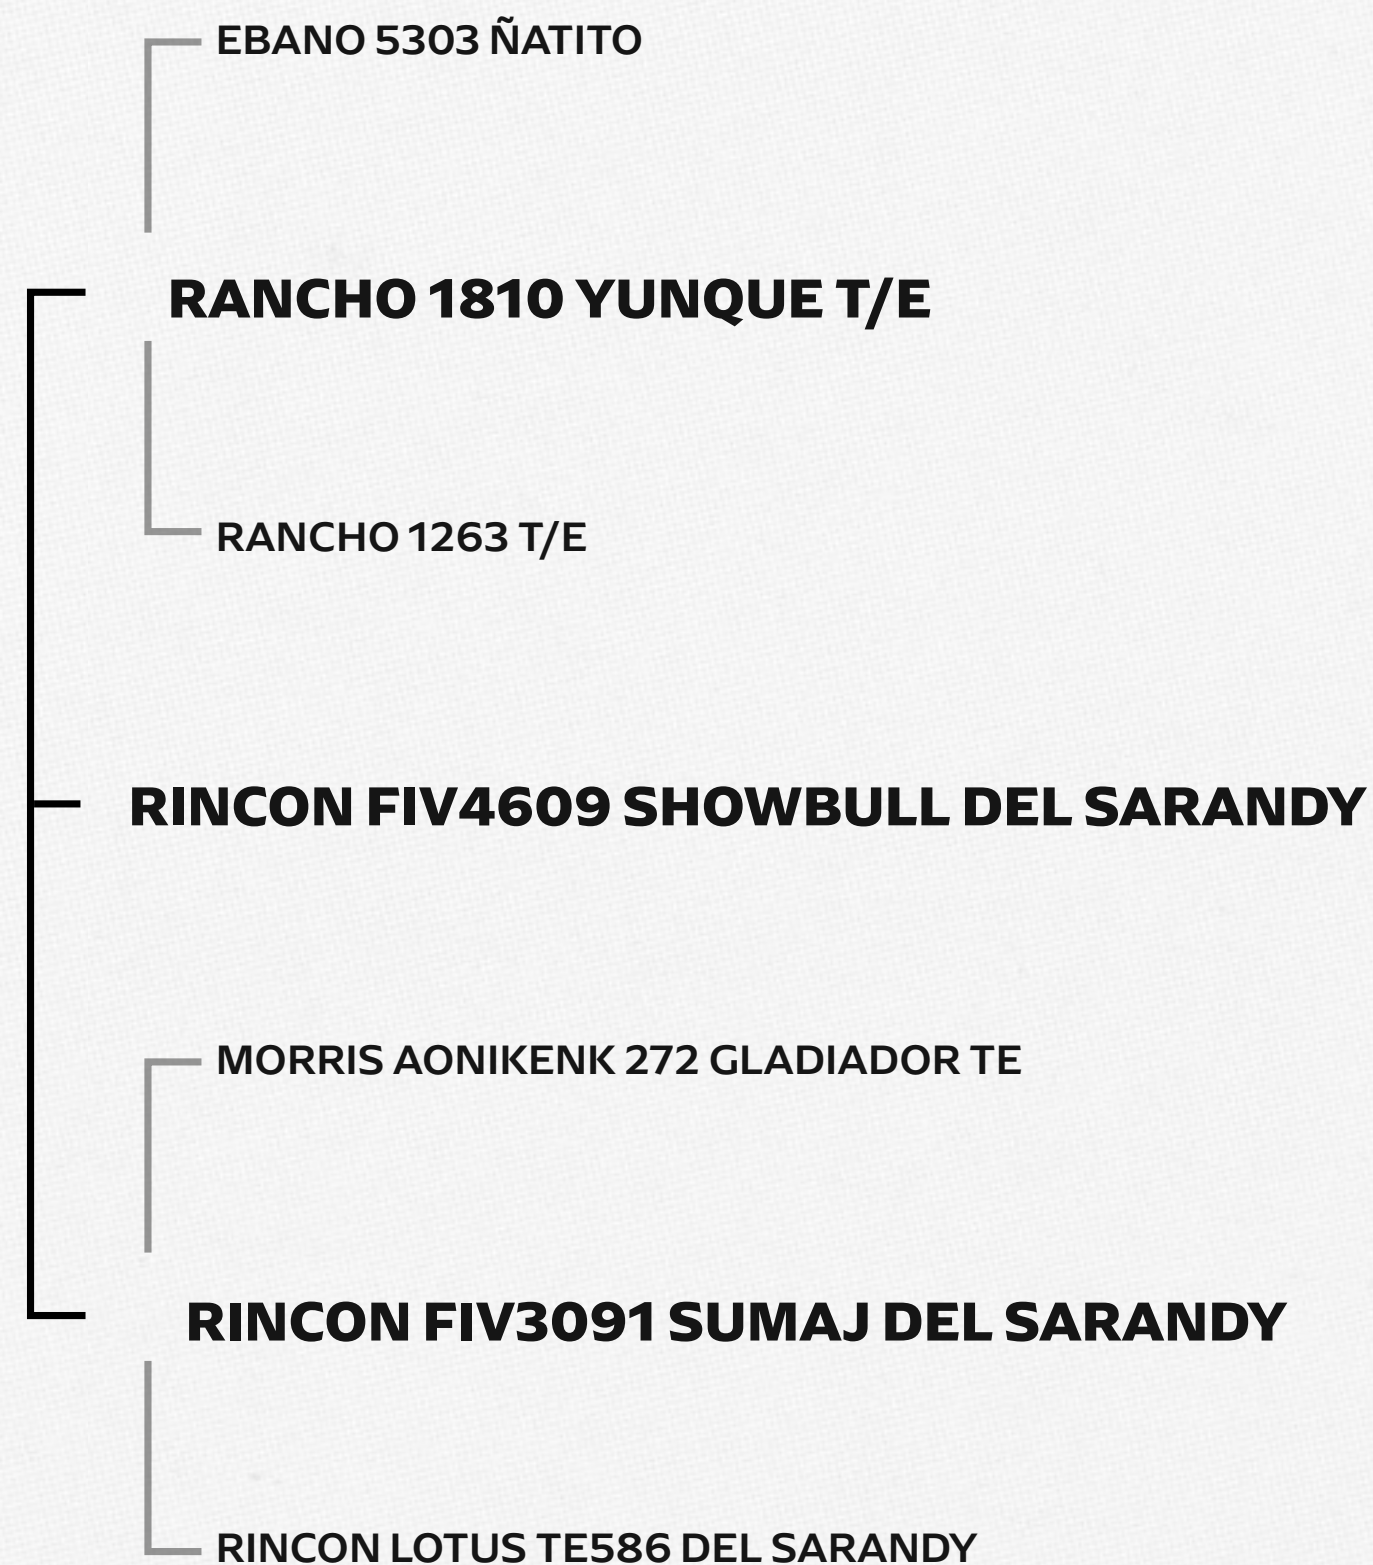 EBANO 5303 ÑATITO
RANCHO 1810 YUNQUE T/E
RANCHO 1263 T/E
RINCON FIV4609 SHOWBULL DEL SARANDY
MORRIS AONIKENK 272 GLADIADOR TE
RINCON FIV3091 SUMAJ DEL SARANDY
RINCON LOTUS TE586 DEL SARANDY